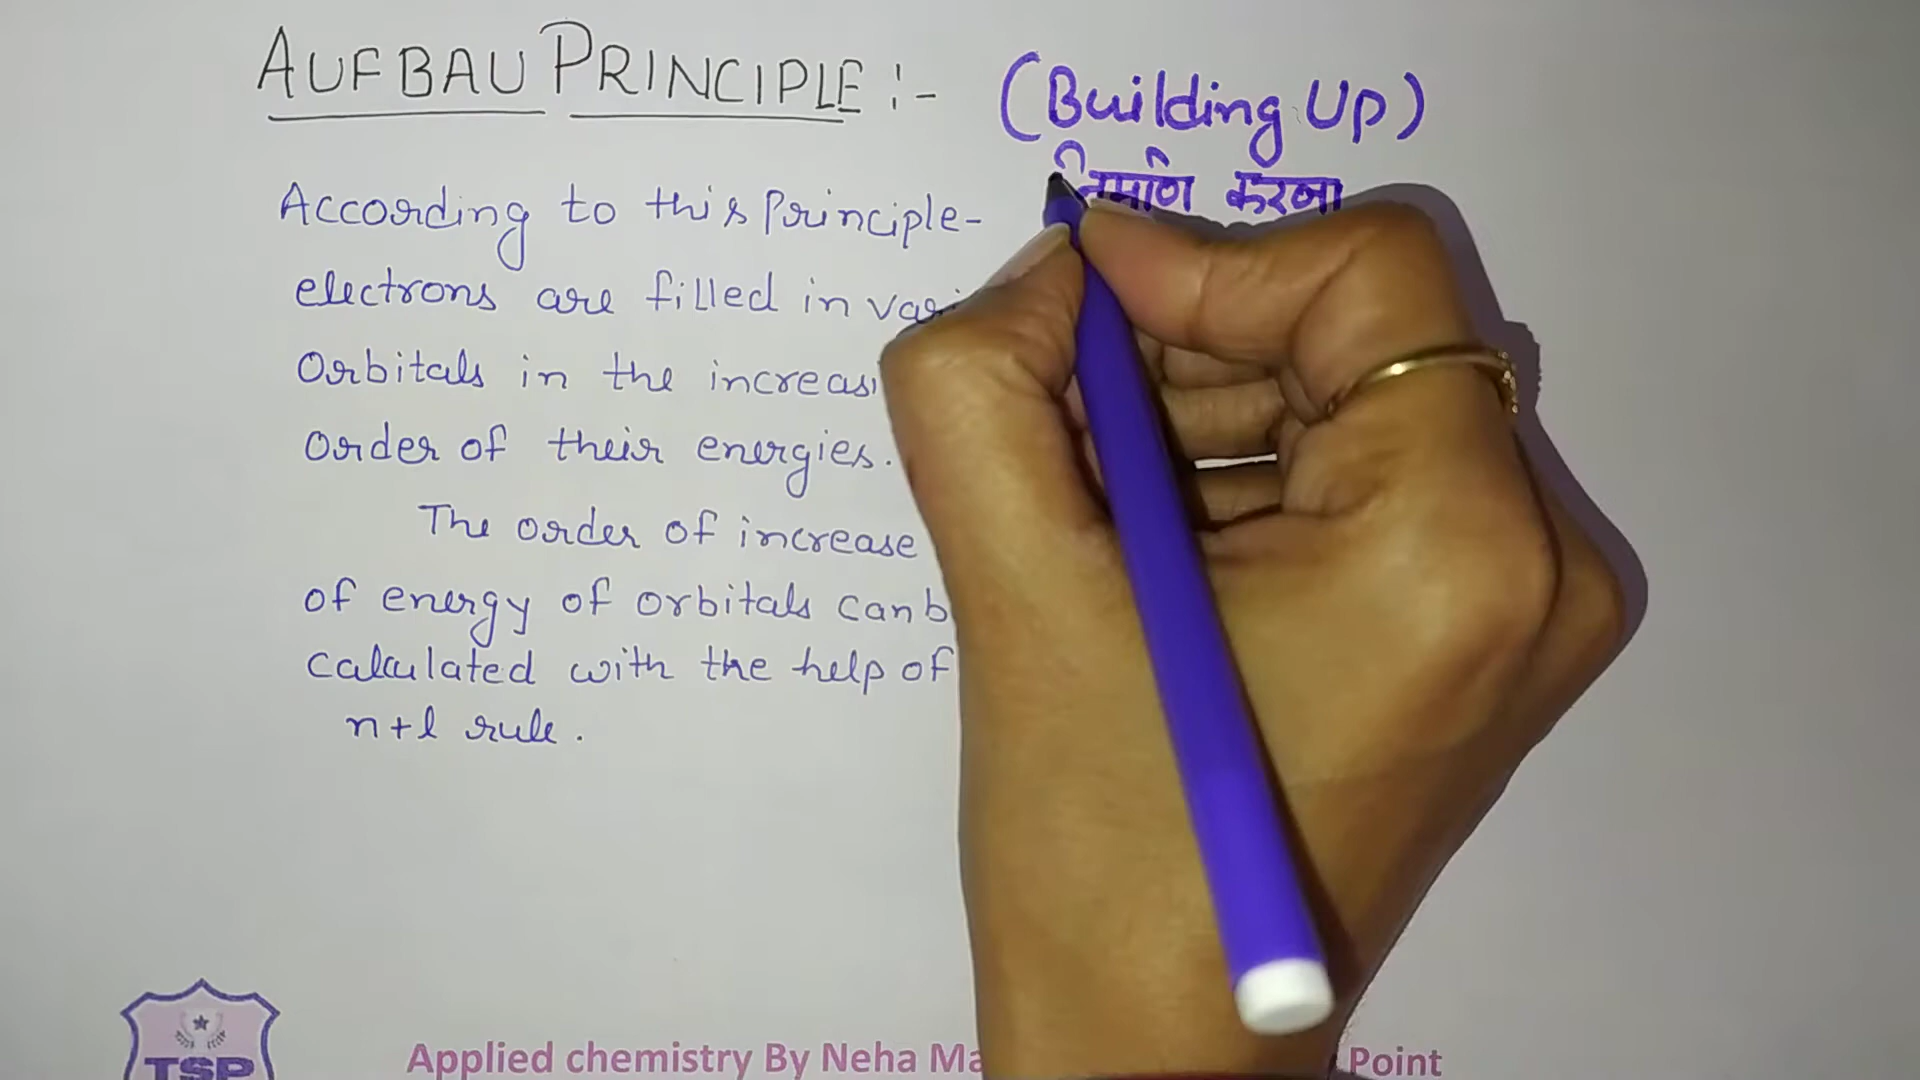 AUFBAU PRINCIPLE :- (Building Up)
निर्माण करना
According to this Principle-
electrons are filled in
Orbitals in the
Order of their energies.
The order of increase
of energy of orbitals can
Calculated with the help of
n+l rule.
TSP
Applied chemistry By Neha Point